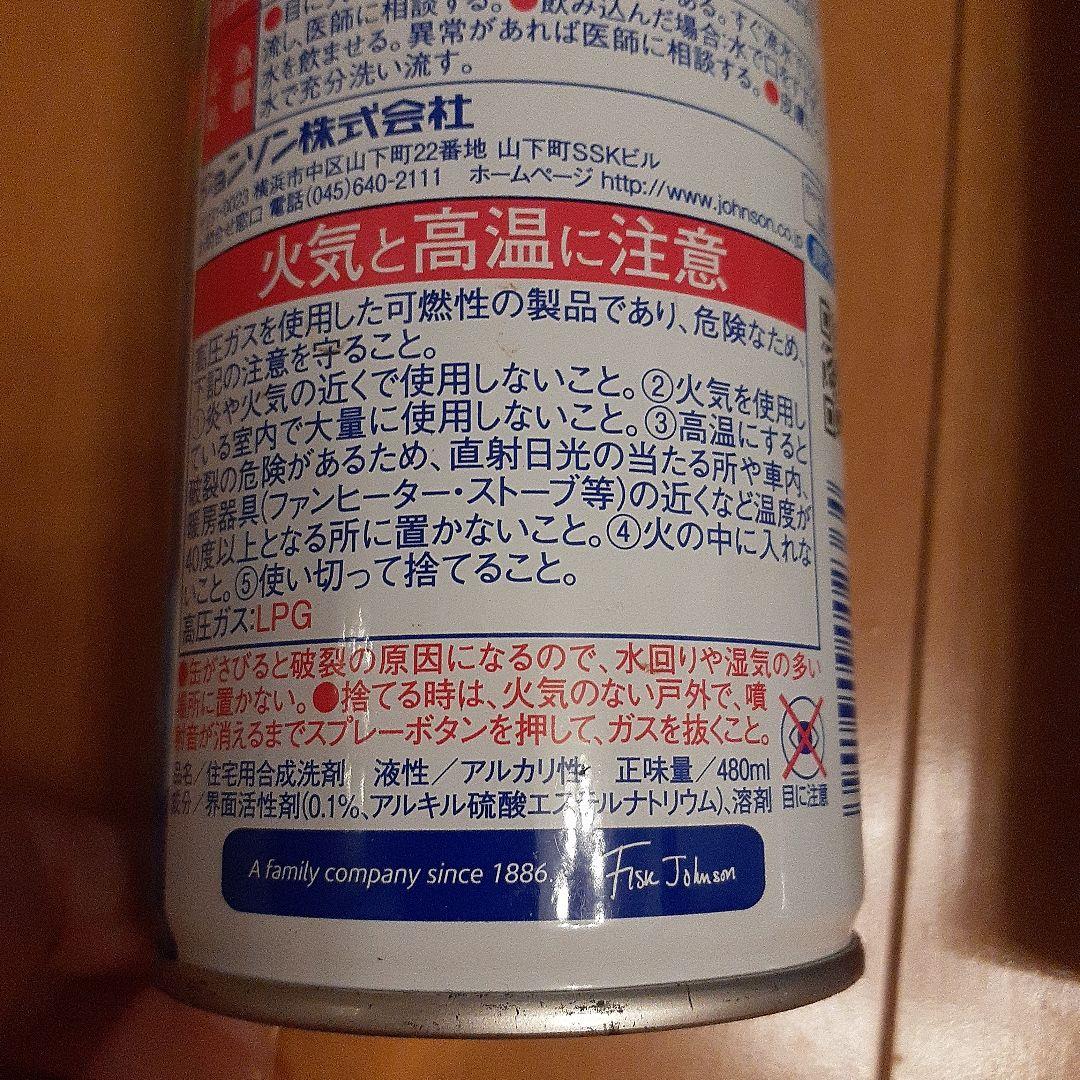 流し、医師に相談する。●飲み込んだ場合:水で口を
水を飲ませる。異常があれば医師に相談する。●皮膚に
水で充分洗い流す。
ジョンソン株式会社
横浜市中区山下町22番地 山下町SSKビル
お問合せ窓口 電話(045)640-2111 ホームページ http://www.johnson.co.jp
火気と高温に注意
高圧ガスを使用した可燃性の製品であり、危険なため、
下記の注意を守ること。
①炎や火気の近くで使用しないこと。②火気を使用し
ている室内で大量に使用しないこと。③高温にすると
破裂の危険があるため、直射日光の当たる所や車内、
暖房器具(ファンヒーター・ストーブ等)の近くなど温度が
40度以上となる所に置かないこと。④火の中に入れな
いこと。⑤使い切って捨てること。
高圧ガス:LPG
●缶がさびると破裂の原因になるので、水回りや湿気の多い
場所に置かない。●捨てる時は、火気のない戸外で、噴
射音が消えるまでスプレーボタンを押して、ガスを抜くこと。
品名/住宅用合成洗剤 液性/アルカリ性 正味量/480ml
成分/界面活性剤(0.1%、アルキル硫酸エステルナトリウム)、溶剤
目に注意
A family company since 1886. Fisk Johnson